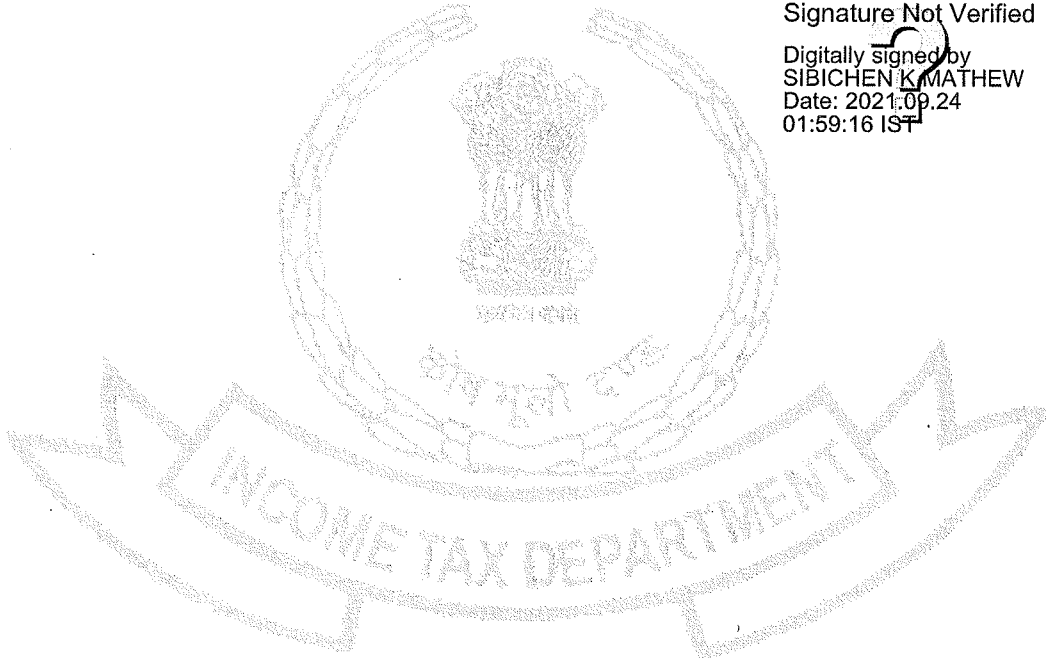 Signature Not Verified
Digitally signed by
SIBICHEN K MATHEW
Date: 2021.09.24
01:59:16 IST
INCOME TAX DEPARTMENT